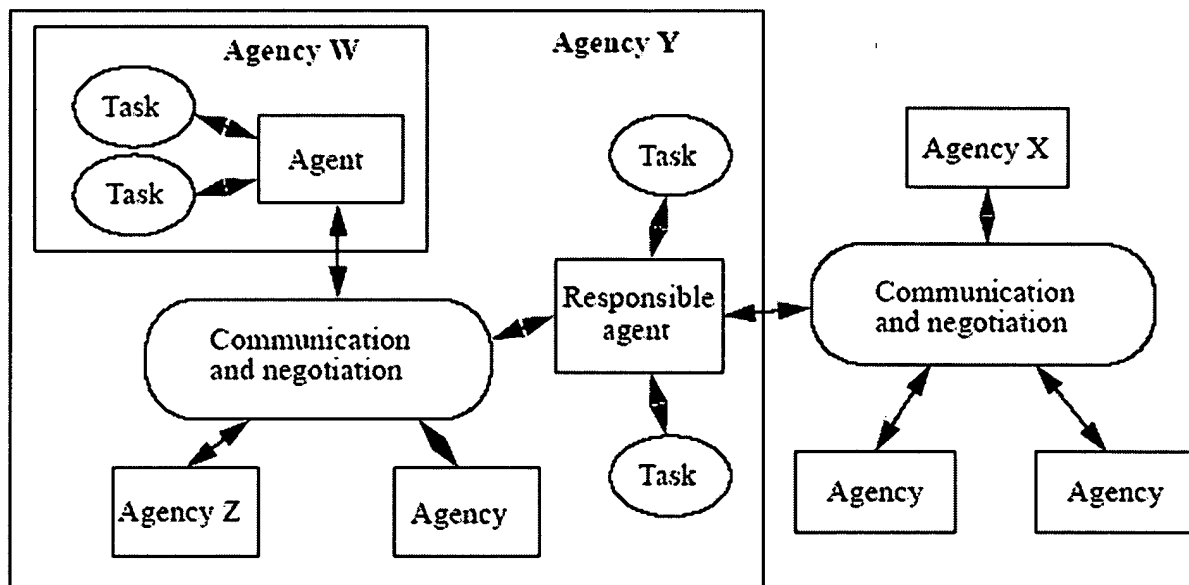 Agency W
Agency Y
Task
Agent
Task
Task
Agency X
Responsible
agent
Communication
and negotiation
Communication
and negotiation
Task
Agency Z
Agency
Agency
Agency